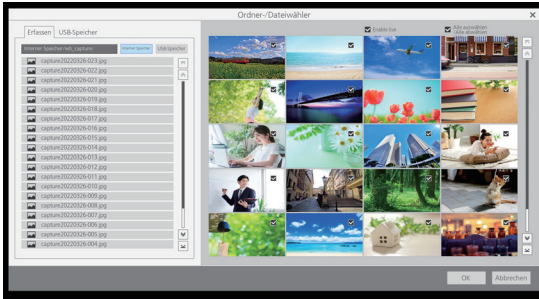 Ordner-/Dateiwähler
Erfassen
USB-Speicher
Enable live
Alle auswählen
/Alle abwählen
Interner Speicher
Interner Speicher
USB speicher
capture20220326-023.jpg
capture20220326-022.jpg
capture20220326-021.jpg
capture20220326-020.jpg
capture20220326-019.jpg
capture20220326-018.jpg
capture20220326-017.jpg
capture20220326-016.jpg
capture20220326-015.jpg
capture20220326-014.jpg
capture20220326-013.jpg
capture20220326-012.jpg
capture20220326-011.jpg
capture20220326-010.jpg
capture20220326-009.jpg
capture20220326-008.jpg
capture20220326-007.jpg
capture20220326-006.jpg
capture20220326-005.jpg
capture20220326-004.jpg
OK
Abbrechen